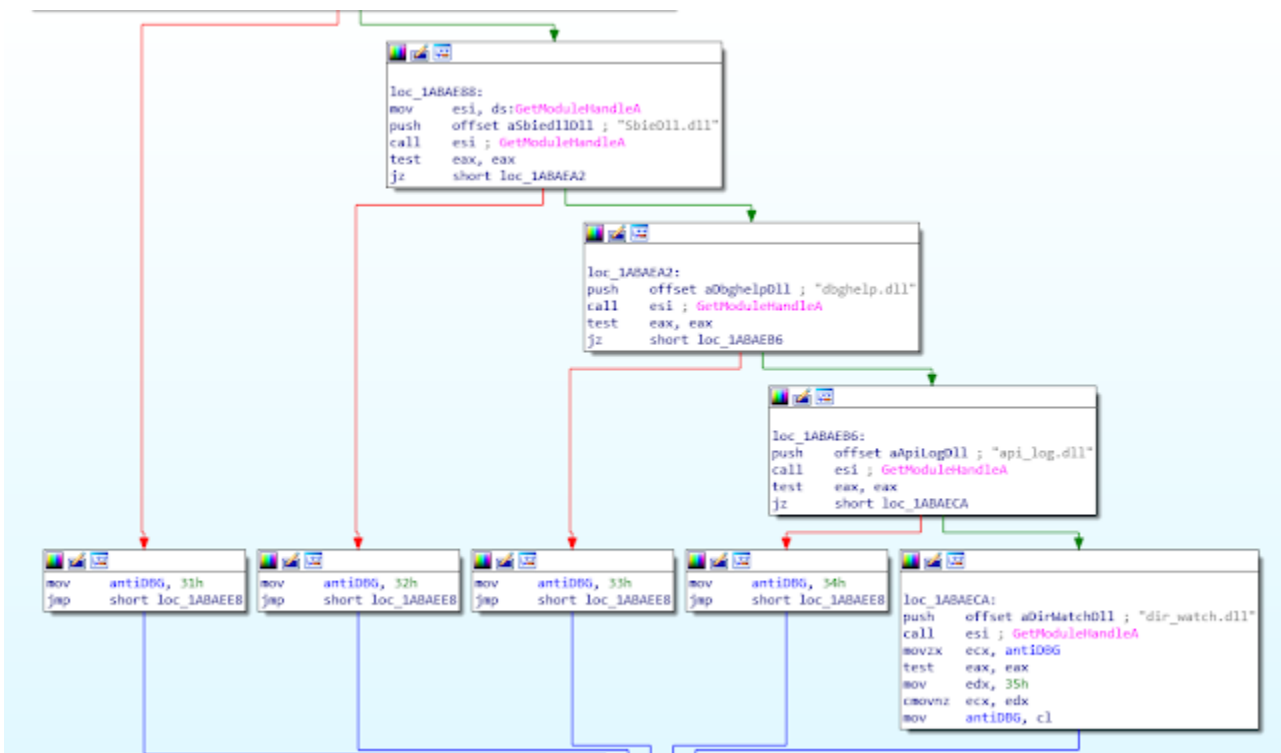 loc_1ABAE88:
mov esi, ds:GetModuleHandleA
push offset aSbiedllDll ; "SbieDll.dll"
call esi ; GetModuleHandleA
test eax, eax
jz short loc_1ABAEA2
loc_1ABAEA2:
push offset aDbghelpDll ; "dbghelp.dll"
call esi ; GetModuleHandleA
test eax, eax
jz short loc_1ABAEB6
loc_1ABAEB6:
push offset aApiLogDll ; "api_log.dll"
call esi ; GetModuleHandleA
test eax, eax
jz short loc_1ABAECA
mov antiDBG, 31h
jmp short loc_1ABAEE8
mov antiDBG, 32h
jmp short loc_1ABAEE8
mov antiDBG, 33h
jmp short loc_1ABAEE8
mov antiDBG, 34h
jmp short loc_1ABAEE8
loc_1ABAECA:
push offset aDirWatchDll ; "dir_watch.dll"
call esi ; GetModuleHandleA
movzx ecx, antiDBG
test eax, eax
mov edx, 35h
cmovnz ecx, edx
mov antiDBG, cl